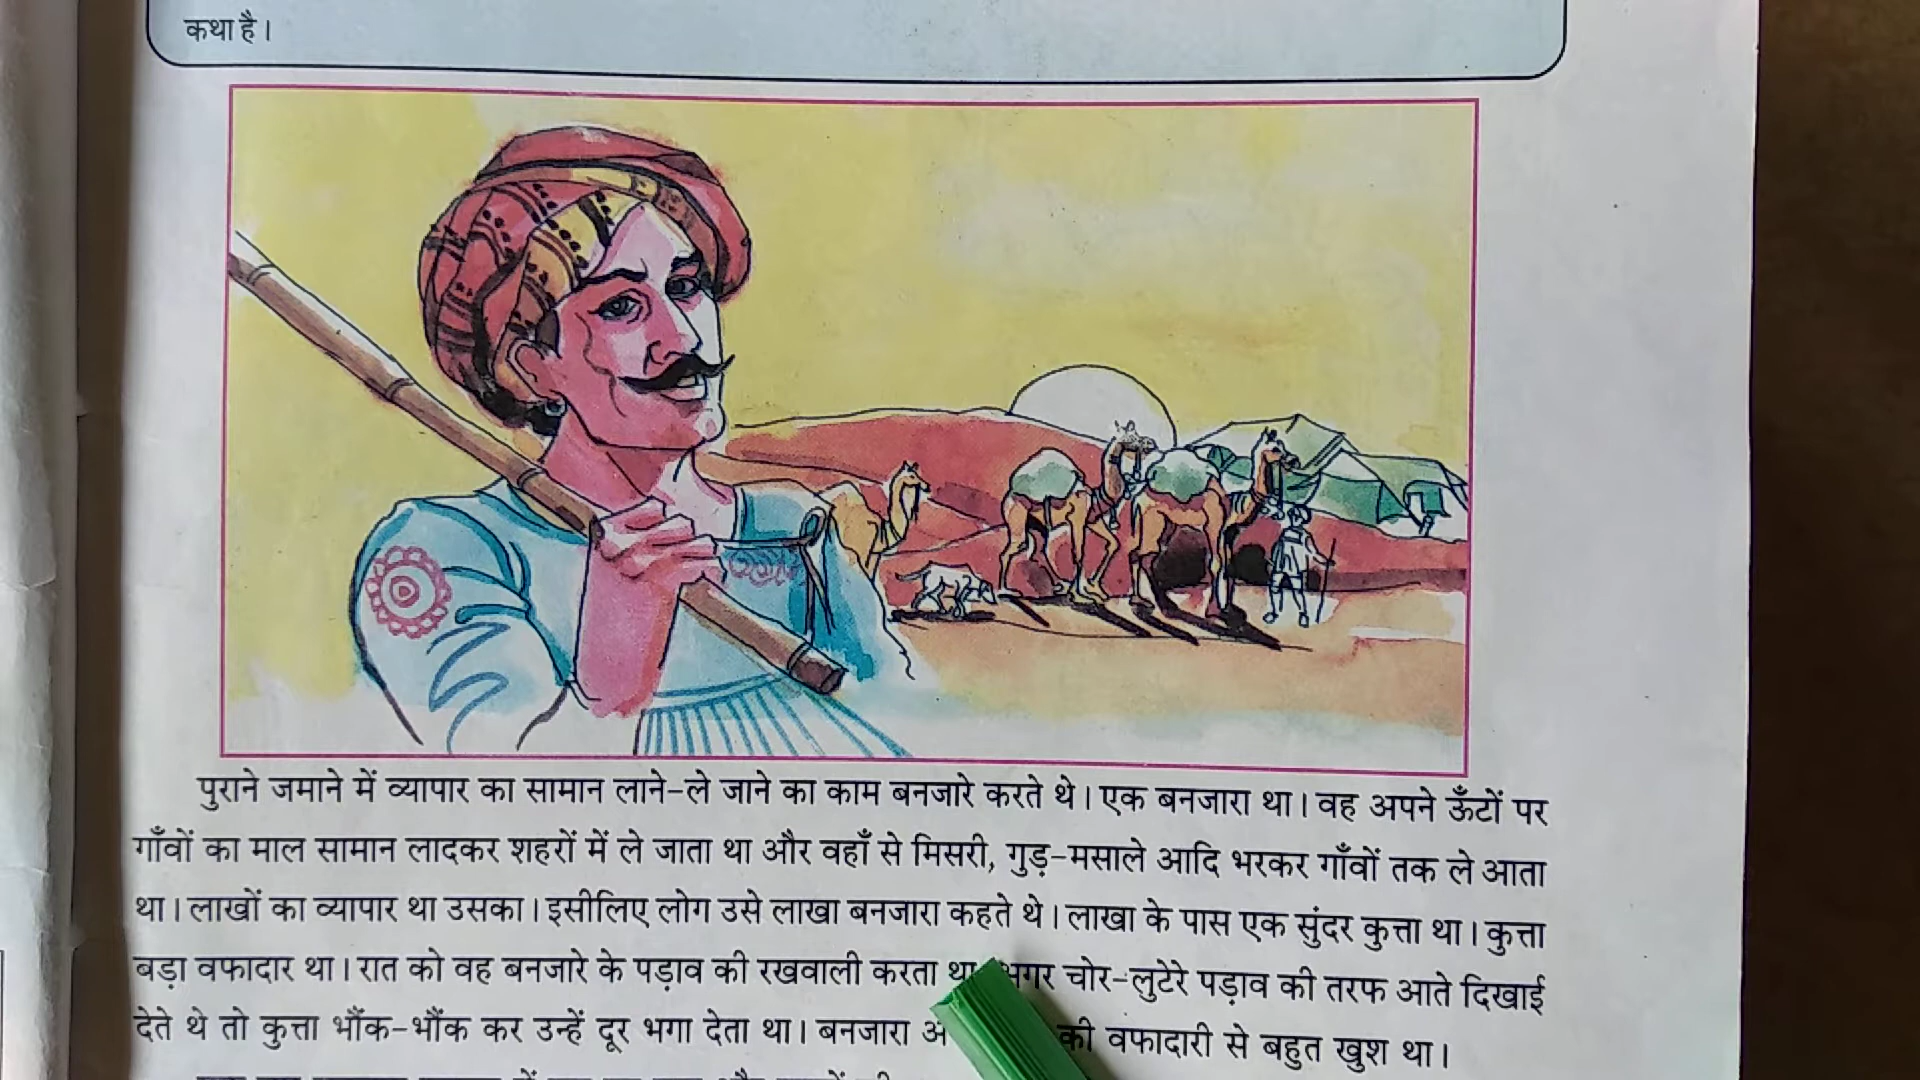 कथा है।
पुराने जमाने में व्यापार का सामान लाने-ले जाने का काम बनजारे करते थे। एक बनजारा था। वह अपने ऊँटों पर
गाँवों का माल सामान लादकर शहरों में ले जाता था और वहाँ से मिसरी, गुड़-मसाले आदि भरकर गाँवों तक ले आता
था। लाखों का व्यापार था उसका। इसीलिए लोग उसे लाखा बनजारा कहते थे। लाखा के पास एक सुंदर कुत्ता था। कुत्ता
बड़ा वफादार था। रात को वह बनजारे के पड़ाव की रखवाली करता था अगर चोर-लुटेरे पड़ाव की तरफ आते दिखाई
देते थे तो कुत्ता भौंक-भौंक कर उन्हें दूर भगा देता था। बनजारा की वफादारी से बहुत खुश था।